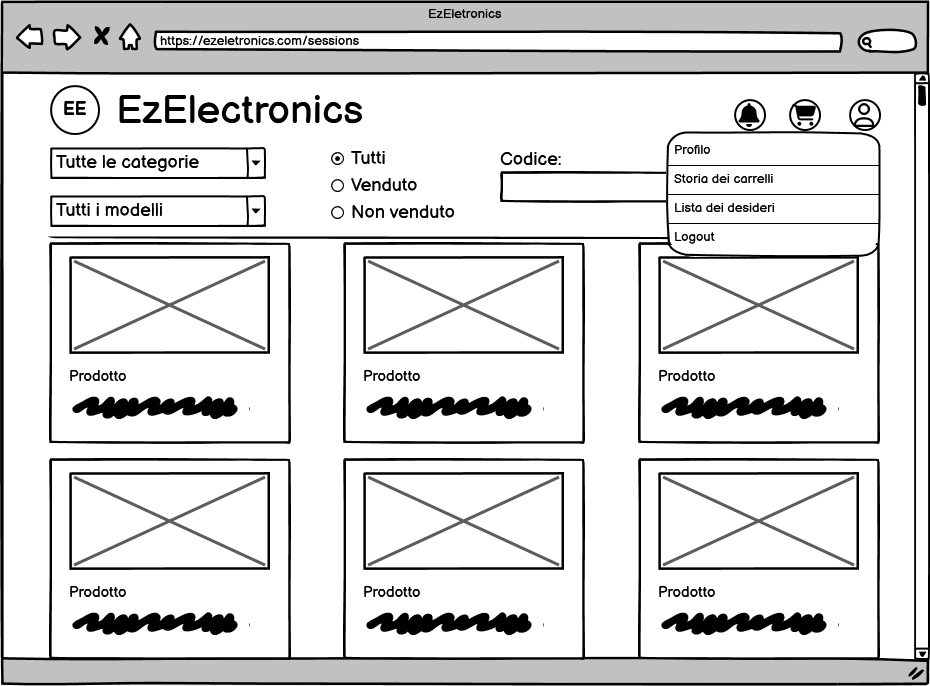 EzEletronics
https://ezeletronics.com/sessions
EE
EzElectronics
Profilo
Storia dei carrelli
Lista dei desideri
Logout
Tutte le categorie
Tutti i modelli
Tutti
Venduto
Non venduto
Codice:
Prodotto
Prodotto
Prodotto
Prodotto
Prodotto
Prodotto